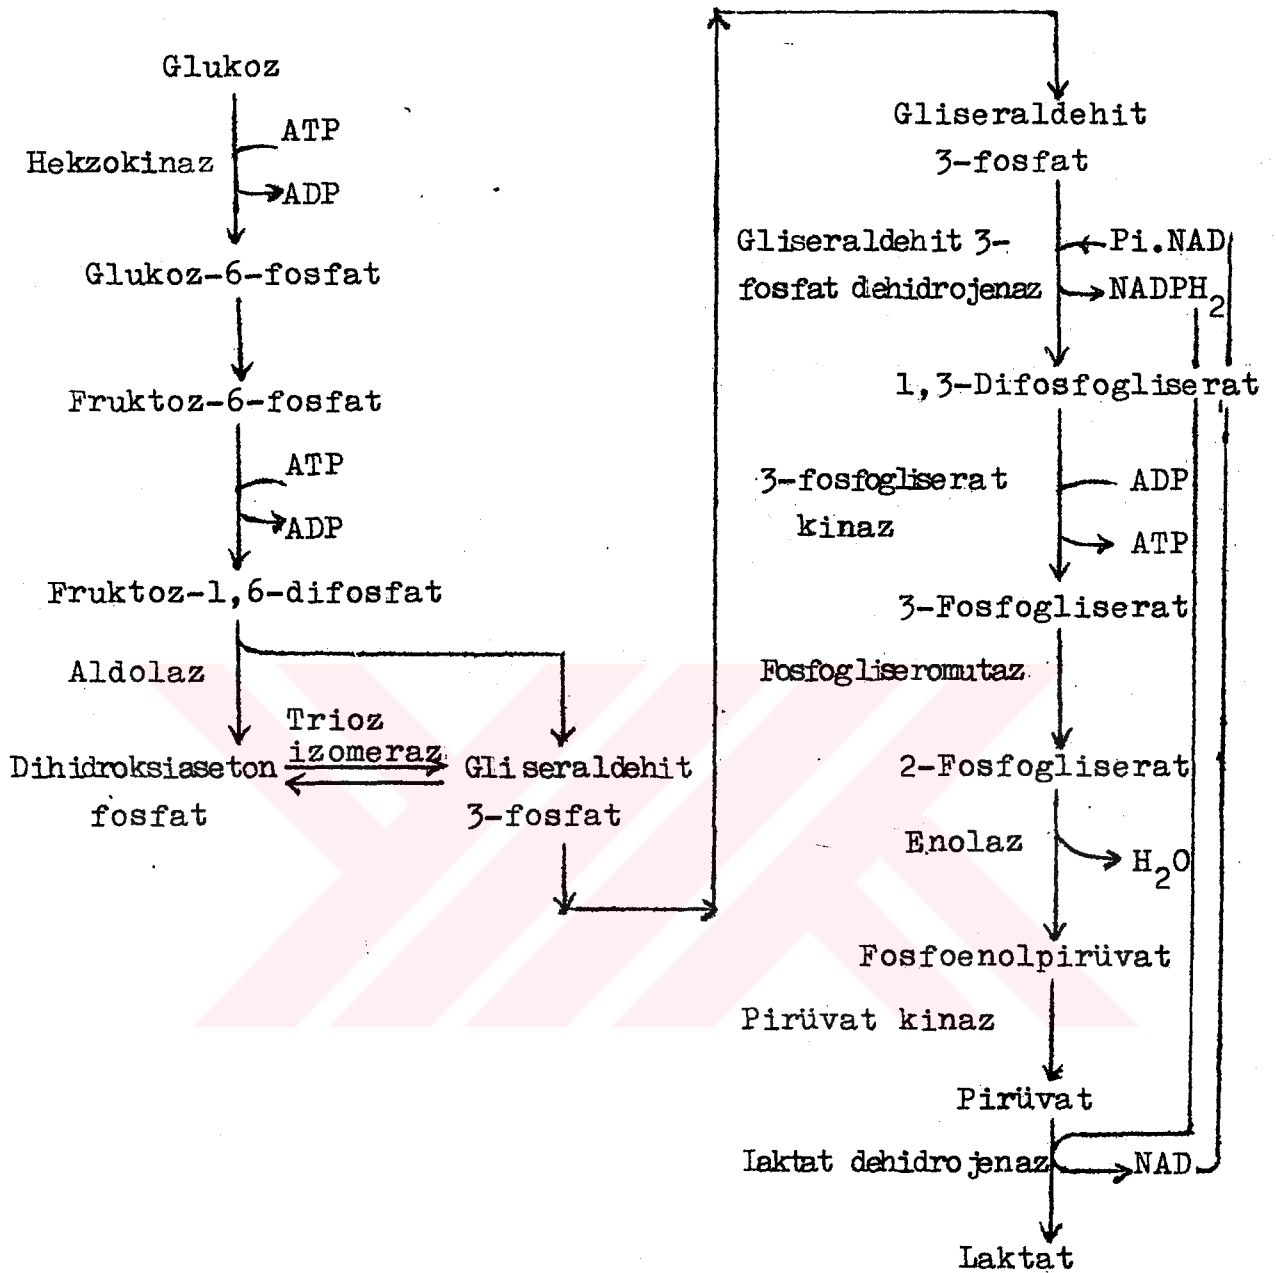 Glukoz
ATP
Hekzokinaz
ADP
Glukoz-6-fosfat
Fruktoz-6-fosfat
ATP
ADP
Fruktoz-1,6-difosfat
Aldolaz
Trioz
izomeraz
Dihidroksiaseton
fosfat
Gliseraldehit
3-fosfat
Gliseraldehit
3-fosfat
Gliseraldehit 3-
fosfat dehidrojenaz
Pi.NAD
NADPH2
1,3-Difosfogliserat
3-fosfogliserat
kinaz
ADP
ATP
3-Fosfogliserat
Fosfogliseromutaz
2-Fosfogliserat
Enolaz
H2O
Fosfoenolpirüvat
Pirüvat kinaz
Pirüvat
Laktat dehidrojenaz
NAD
Laktat